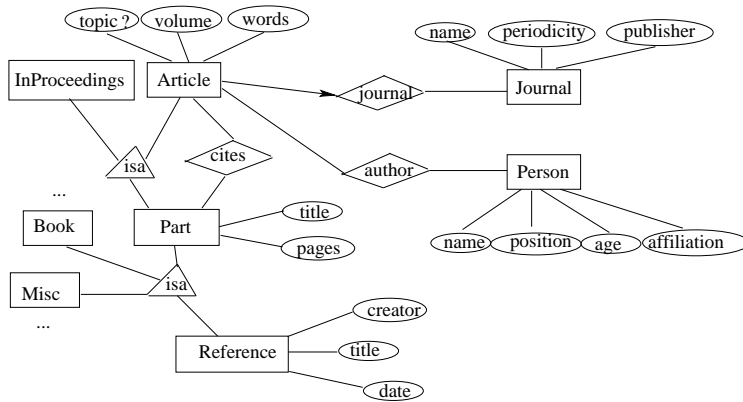 topic ?
volume
words
name
periodicity
publisher
InProceedings
Article
journal
Journal
isa
cites
author
Person
...
Book
Part
title
pages
name
position
age
affiliation
Misc
isa
...
Reference
creator
title
date